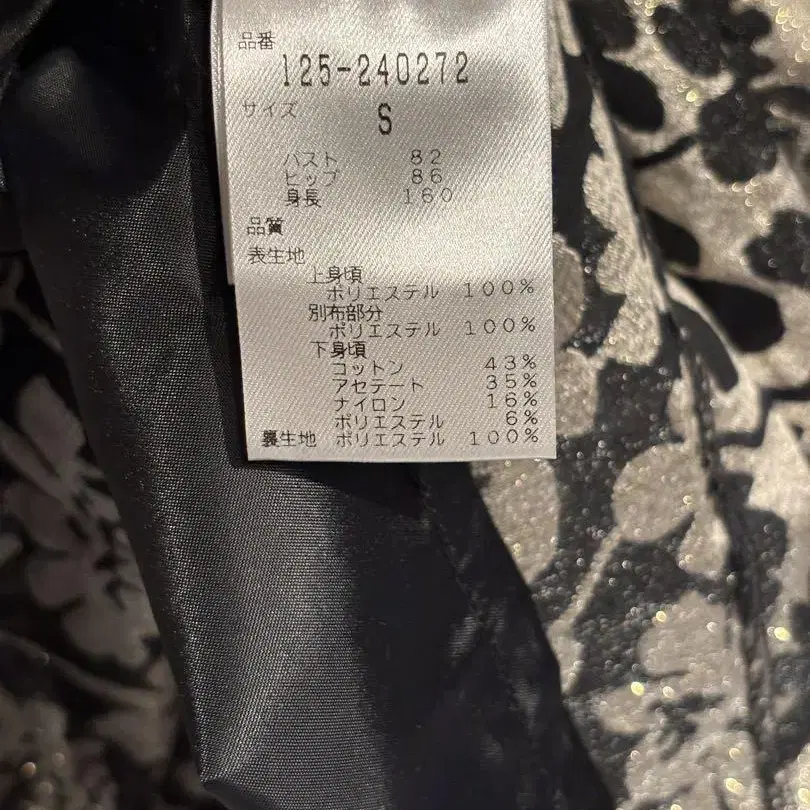 品番
125-240272
サイズ
S
バスト 82
ヒップ 86
身長 160
品質
表生地
上身頃
ポリエステル 100%
別布部分
ポリエステル 100%
下身頃
コットン 43%
アセテート 35%
ナイロン 16%
ポリエステル 6%
裏生地 ポリエステル 100%